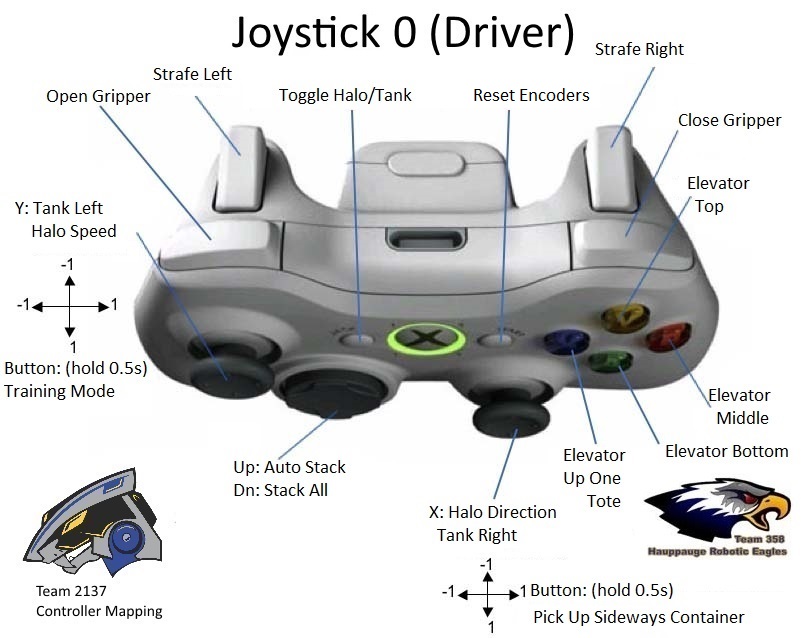 Joystick 0 (Driver)
Strafe Right
Strafe Left
Open Gripper
Toggle Halo/Tank
Reset Encoders
Close Gripper
Elevator
Top
Y: Tank Left
Halo Speed
-1
-1 1
1
Button: (hold 0.5s)
Training Mode
Y
X
B
A
Elevator
Middle
Up: Auto Stack
Dn: Stack All
Elevator
Up One
Tote
Elevator Bottom
X: Halo Direction
Tank Right
-1
-1 1
1
Button: (hold 0.5s)
Pick Up Sideways Container
Team 2137
Controller Mapping
Team 358
Hauppauge Robotic Eagles